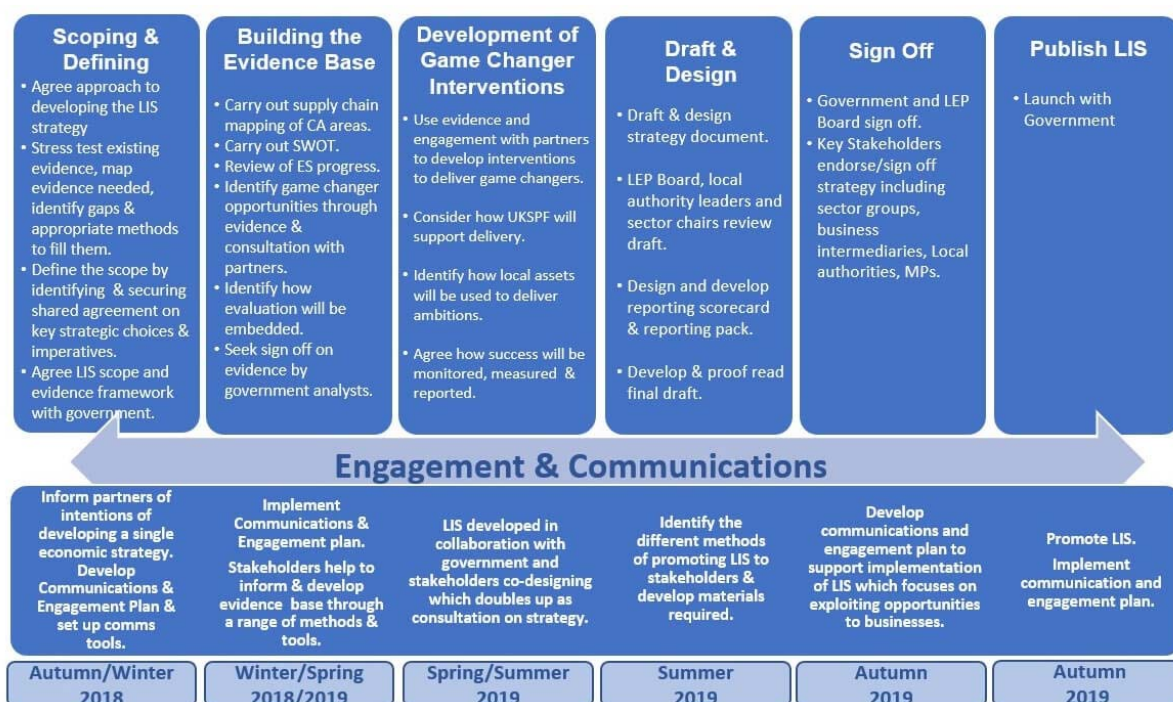 Scoping &
Defining
• Agree approach to
developing the LIS
strategy
• Stress test existing
evidence, map
evidence needed,
identify gaps &
appropriate methods
to fill them.
• Define the scope by
identifying & securing
shared agreement on
key strategic choices &
imperatives.
• Agree LIS scope and
evidence framework
with government.
Building the
Evidence Base
• Carry out supply chain
mapping of CA areas.
• Carry out SWOT.
• Review of ES progress.
• Identify game changer
opportunities through
evidence &
consultation with
partners.
• Identify how
evaluation will be
embedded.
• Seek sign off on
evidence by
government analysts.
Development of
Game Changer
Interventions
• Use evidence and
engagement with partners
to develop interventions
to deliver game changers.
• Consider how UKSPF will
support delivery.
• Identify how local assets
will be used to deliver
ambitions.
• Agree how success will be
monitored, measured &
reported.
Draft &
Design
• Draft & design
strategy document.
• LEP Board, local
authority leaders and
sector chairs review
draft.
• Design and develop
reporting scorecard
& reporting pack.
• Develop & proof read
final draft.
Sign Off
• Government and LEP
Board sign off.
• Key Stakeholders
endorse/sign off
strategy including
sector groups,
business
intermediaries, Local
authorities, MPs.
Publish LIS
• Launch with
Government
Engagement & Communications
Inform partners of
intentions of
developing a single
economic strategy.
Develop
Communications &
Engagement Plan &
set up comms
tools.
Implement
Communications &
Engagement plan.
Stakeholders help to
inform & develop
evidence base through
a range of methods &
tools.
LIS developed in
collaboration with
government and
stakeholders co-designing
which doubles up as
consultation on strategy.
Identify the
different methods
of promoting LIS to
stakeholders &
develop materials
required.
Develop
communications and
engagement plan to
support implementation
of LIS which focuses on
exploiting opportunities
to businesses.
Promote LIS.
Implement
communication and
engagement plan.
Autumn/Winter
2018
Winter/Spring
2018/2019
Spring/Summer
2019
Summer
2019
Autumn
2019
Autumn
2019